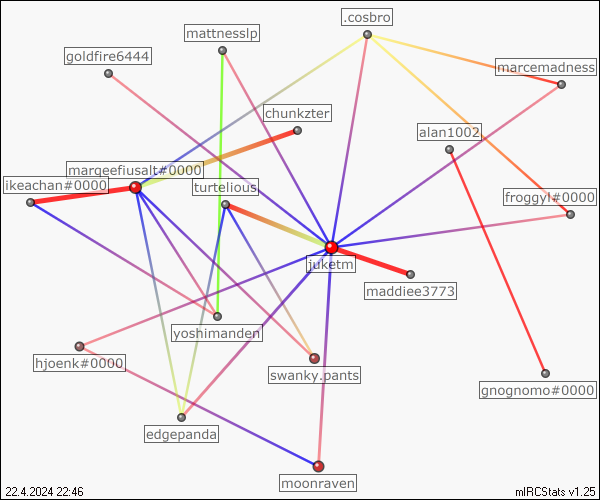 .cosbro
mattnesslp
goldfire6444
marcemadness
chunkzter
alan1002
marqeefiusalt#0000
ikeachan#0000
turtelious
froggyl#0000
juketm
maddiee3773
yoshimanden
hjoenk#0000
swanky.pants
gnognomo#0000
edgepanda
moonraven
22.4.2024 22:46
mIRCStats v1.25